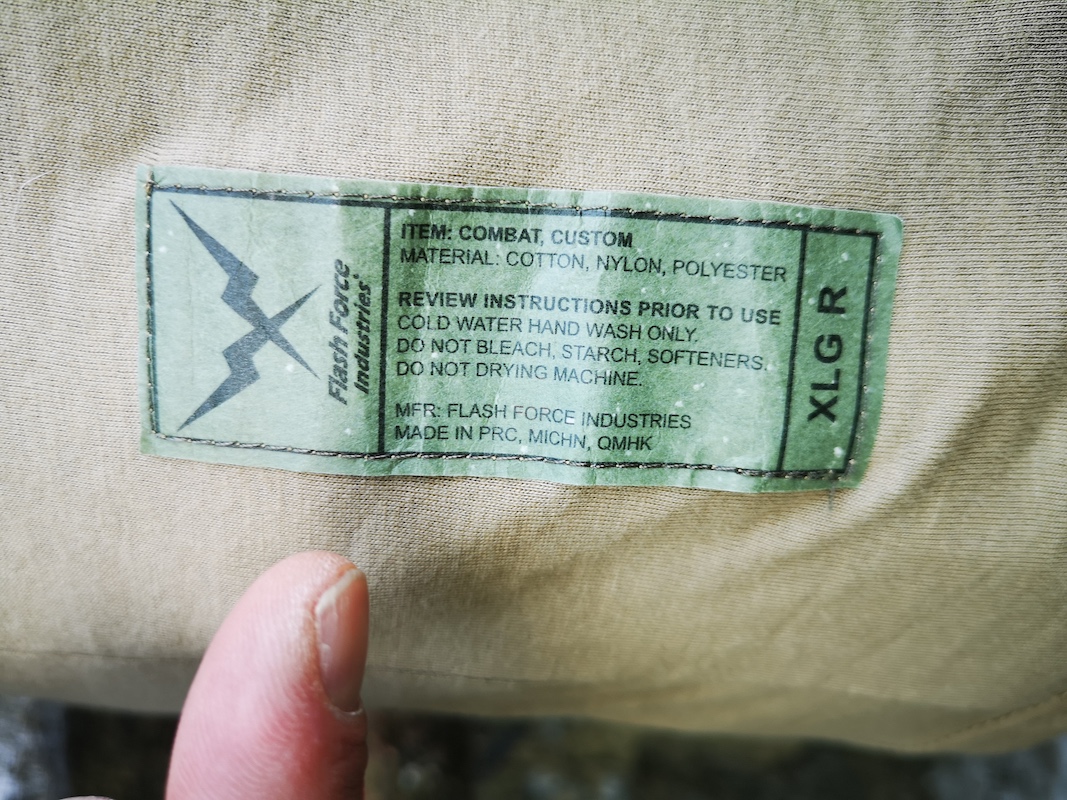 Flash Force
Industries
ITEM: COMBAT, CUSTOM
MATERIAL: COTTON, NYLON, POLYESTER
REVIEW INSTRUCTIONS PRIOR TO USE
COLD WATER HAND WASH ONLY.
DO NOT BLEACH, STARCH, SOFTENERS.
DO NOT DRYING MACHINE.
MFR: FLASH FORCE INDUSTRIES
MADE IN PRC, MICHN, QMHK
XLG R